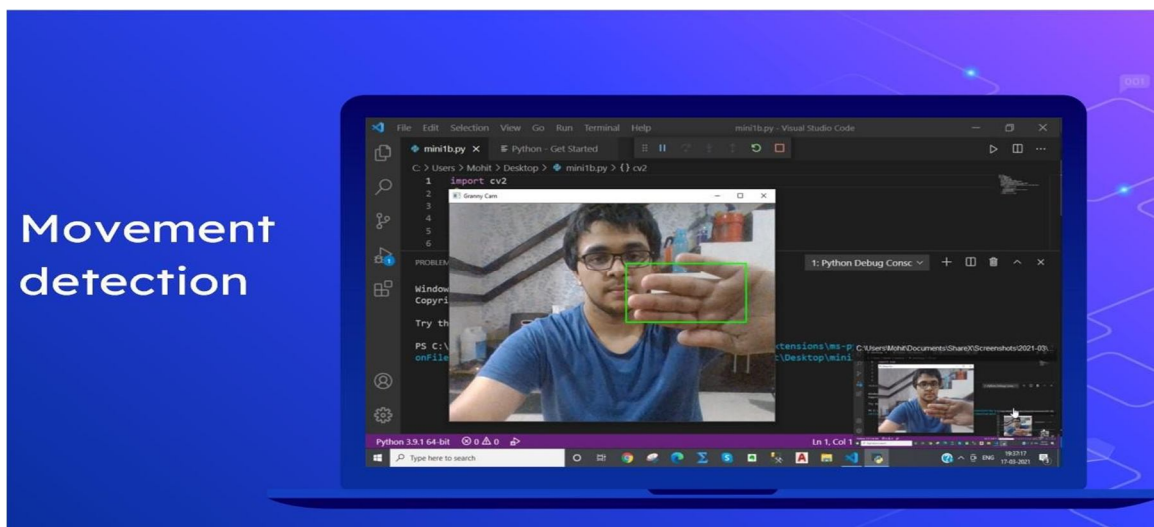 Movement
detection
File Edit Selection View Go Run Terminal Help
mini1b.py - Visual Studio Code
mini1b.py
Python - Get Started
C: > Users > Mohit > Desktop > mini1b.py > {} cv2
1 import cv2
2
3
4
5
6
Granny Cam
PROBLEM
1: Python Debug Consc
Window
Copyri
Try th
PS C:\
xtensions\ms-p
onFile
t\Desktop\mini
C:\Users\Mohit\Documents\ShareX\Screenshots\2021-03\
Python 3.9.1 64-bit 0 0
Ln 1, Col 1
Type here to search
ENG
19:37:17
17-03-2021
001